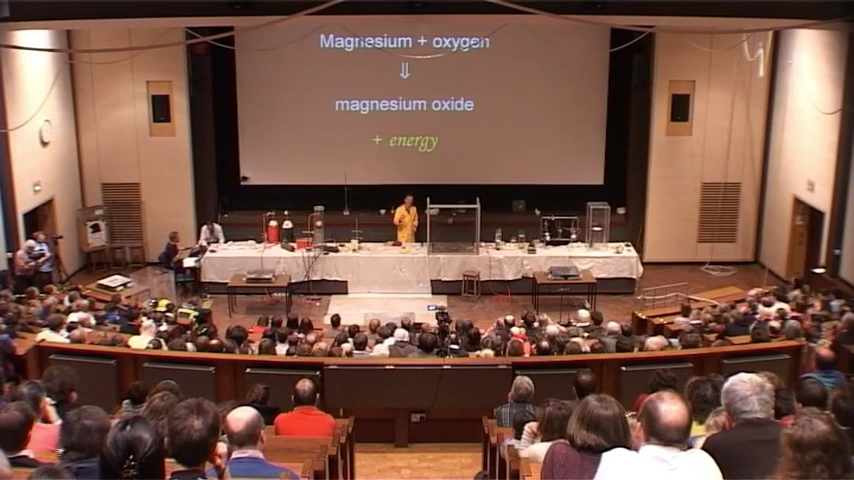 Magnesium + oxygen
⇓
magnesium oxide
+ energy